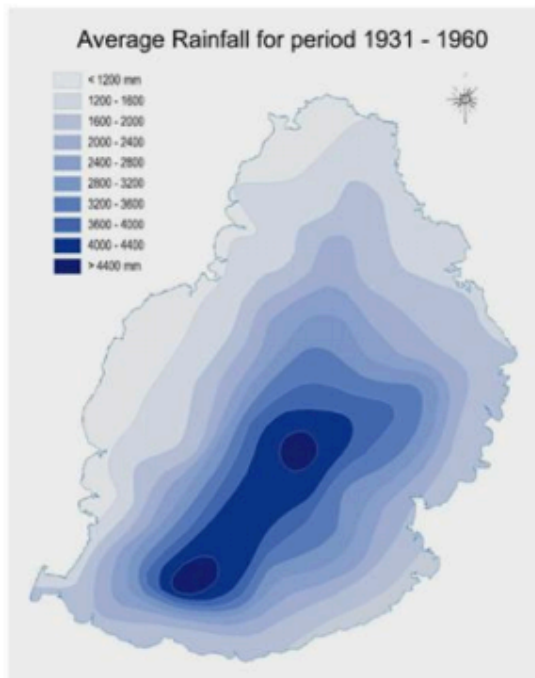 Average Rainfall for period 1931 - 1960
< 1200 mm
1200 - 1600
1600 - 2000
2000 - 2400
2400 - 2800
2800 - 3200
3200 - 3600
3600 - 4000
4000 - 4400
> 4400 mm